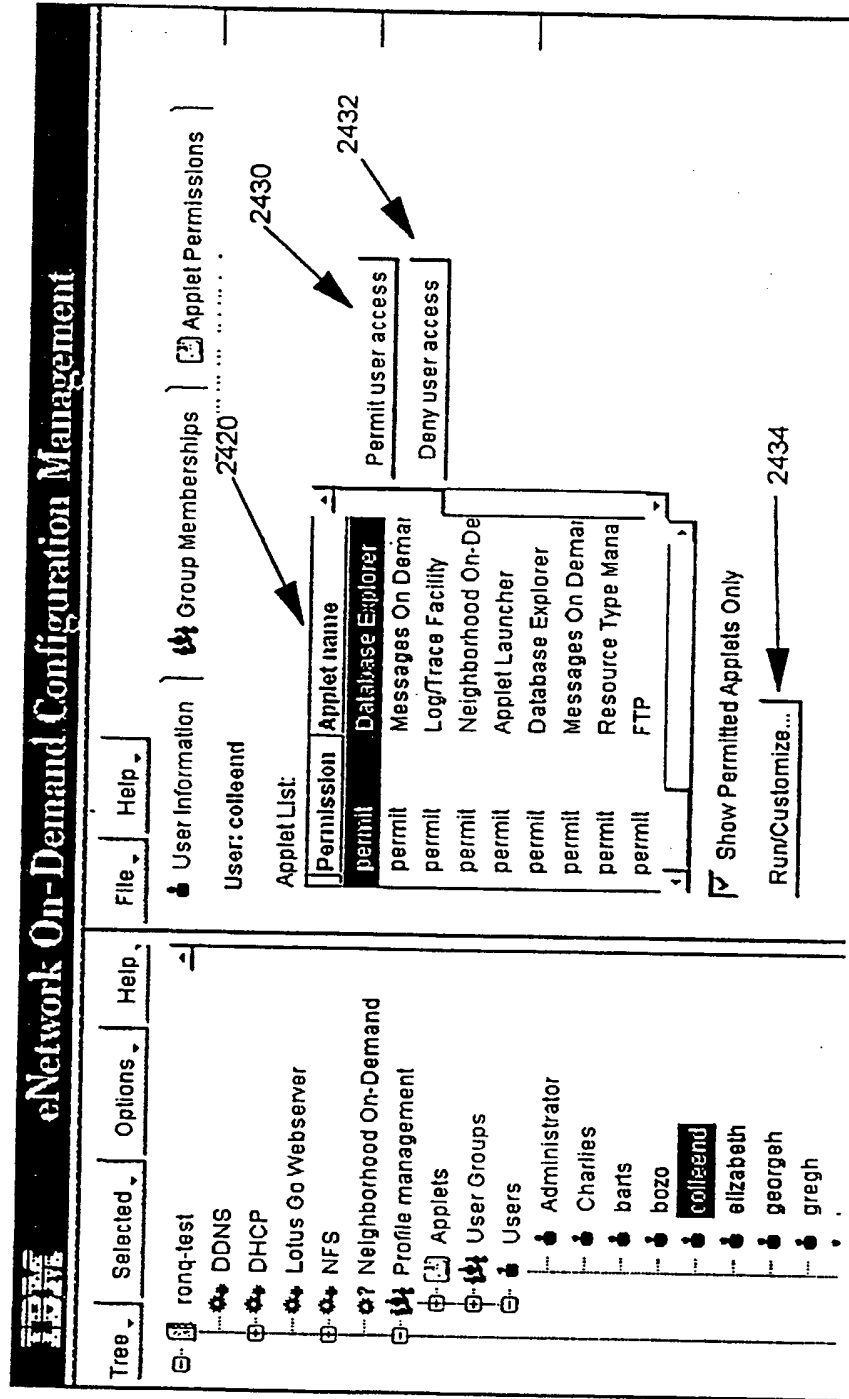 IBM eNetwork On-Demand Configuration Management
Tree Selected Options Help
ronq-test
DDNS
DHCP
Lotus Go Webserver
NFS
Neighborhood On-Demand
Profile management
Applets
User Groups
Users
Administrator
Charlies
barts
bozo
colleend
elizabeth
georgeh
gregh
File Help
User Information Group Memberships Applet Permissions
User: colleend
2420
2430
2432
Applet List:
Permission Applet name
permit Database Explorer
permit Messages On Demar
permit Log/Trace Facility
permit Neighborhood On-De
permit Applet Launcher
permit Database Explorer
permit Messages On Demar
permit Resource Type Mana
permit FTP
Permit user access
Deny user access
Show Permitted Applets Only
Run/Customize...
2434